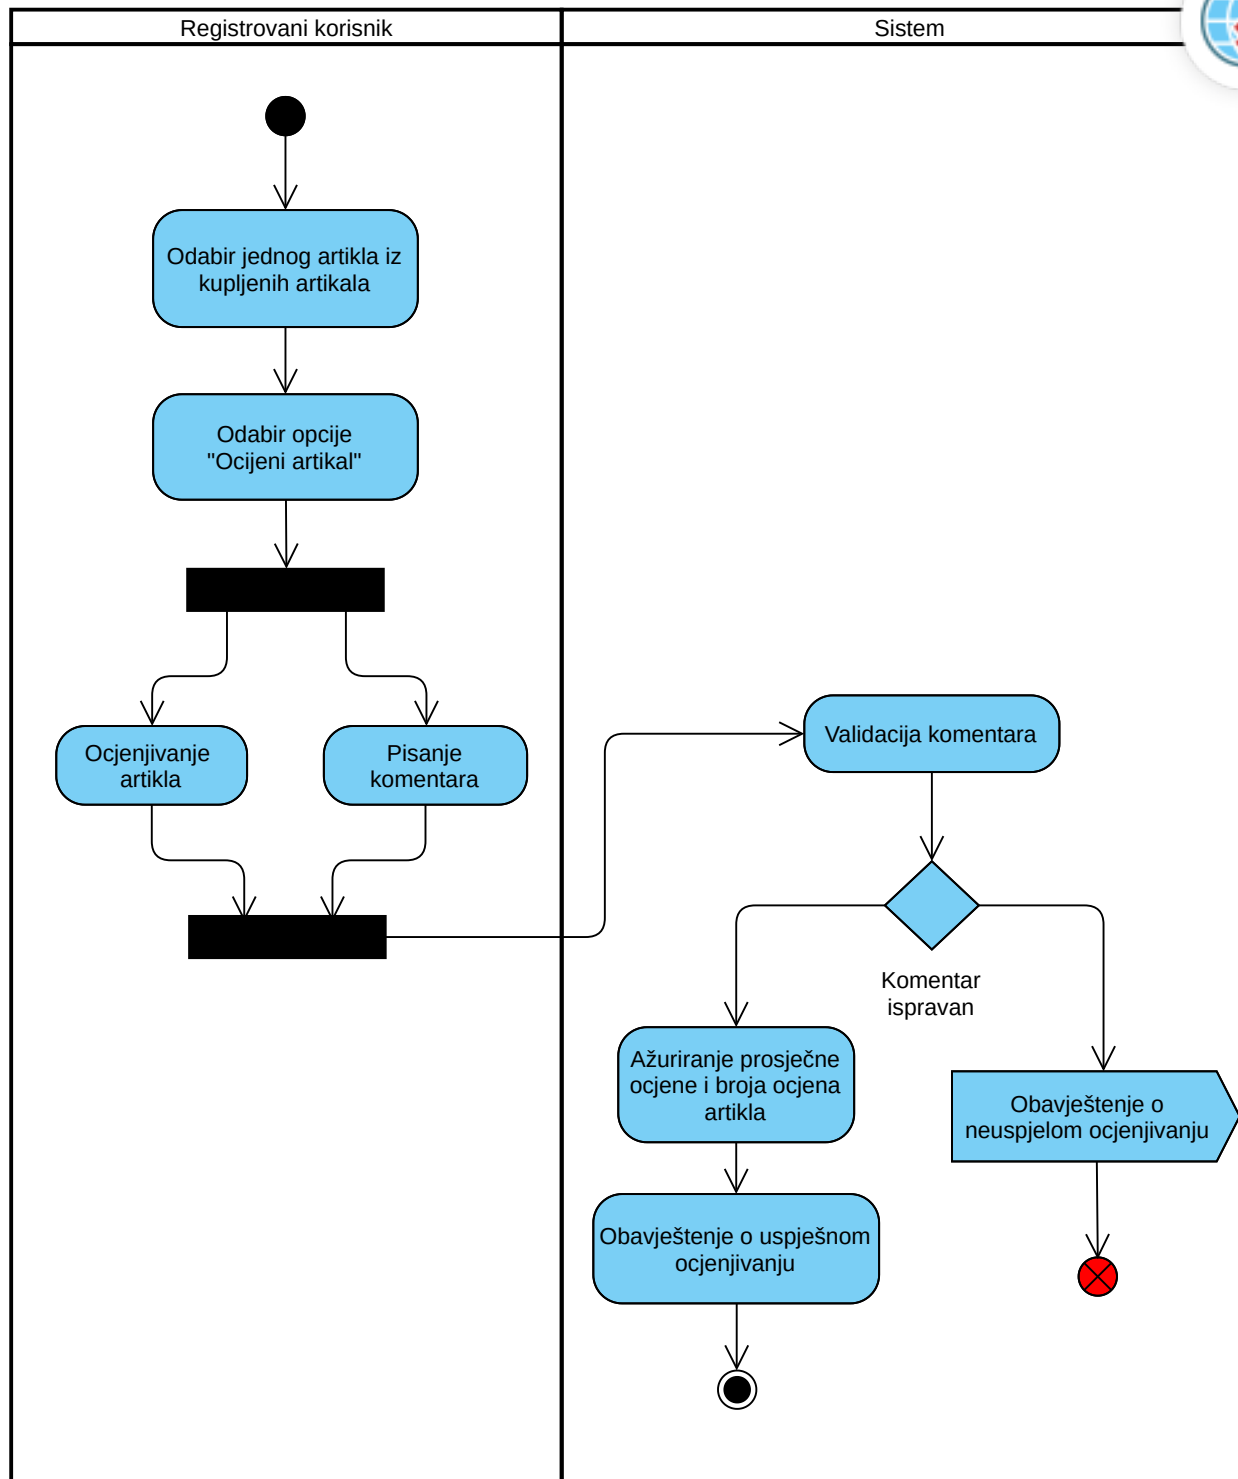 Registrovani korisnik
Sistem
Odabir jednog artikla iz
kupljenih artikala
Odabir opcije
"Ocijeni artikal"
Ocjenjivanje
artikla
Pisanje
komentara
Validacija komentara
Komentar
ispravan
Ažuriranje prosječne
ocjene i broja ocjena
artikla
Obavještenje o
neuspjelom ocjenjivanju
Obavještenje o uspješnom
ocjenjivanju